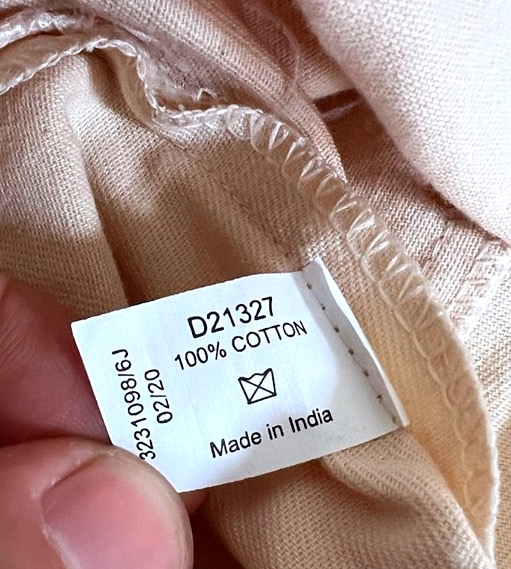 D21327
100% COTTON
Made in India
3231098/6J
02/20